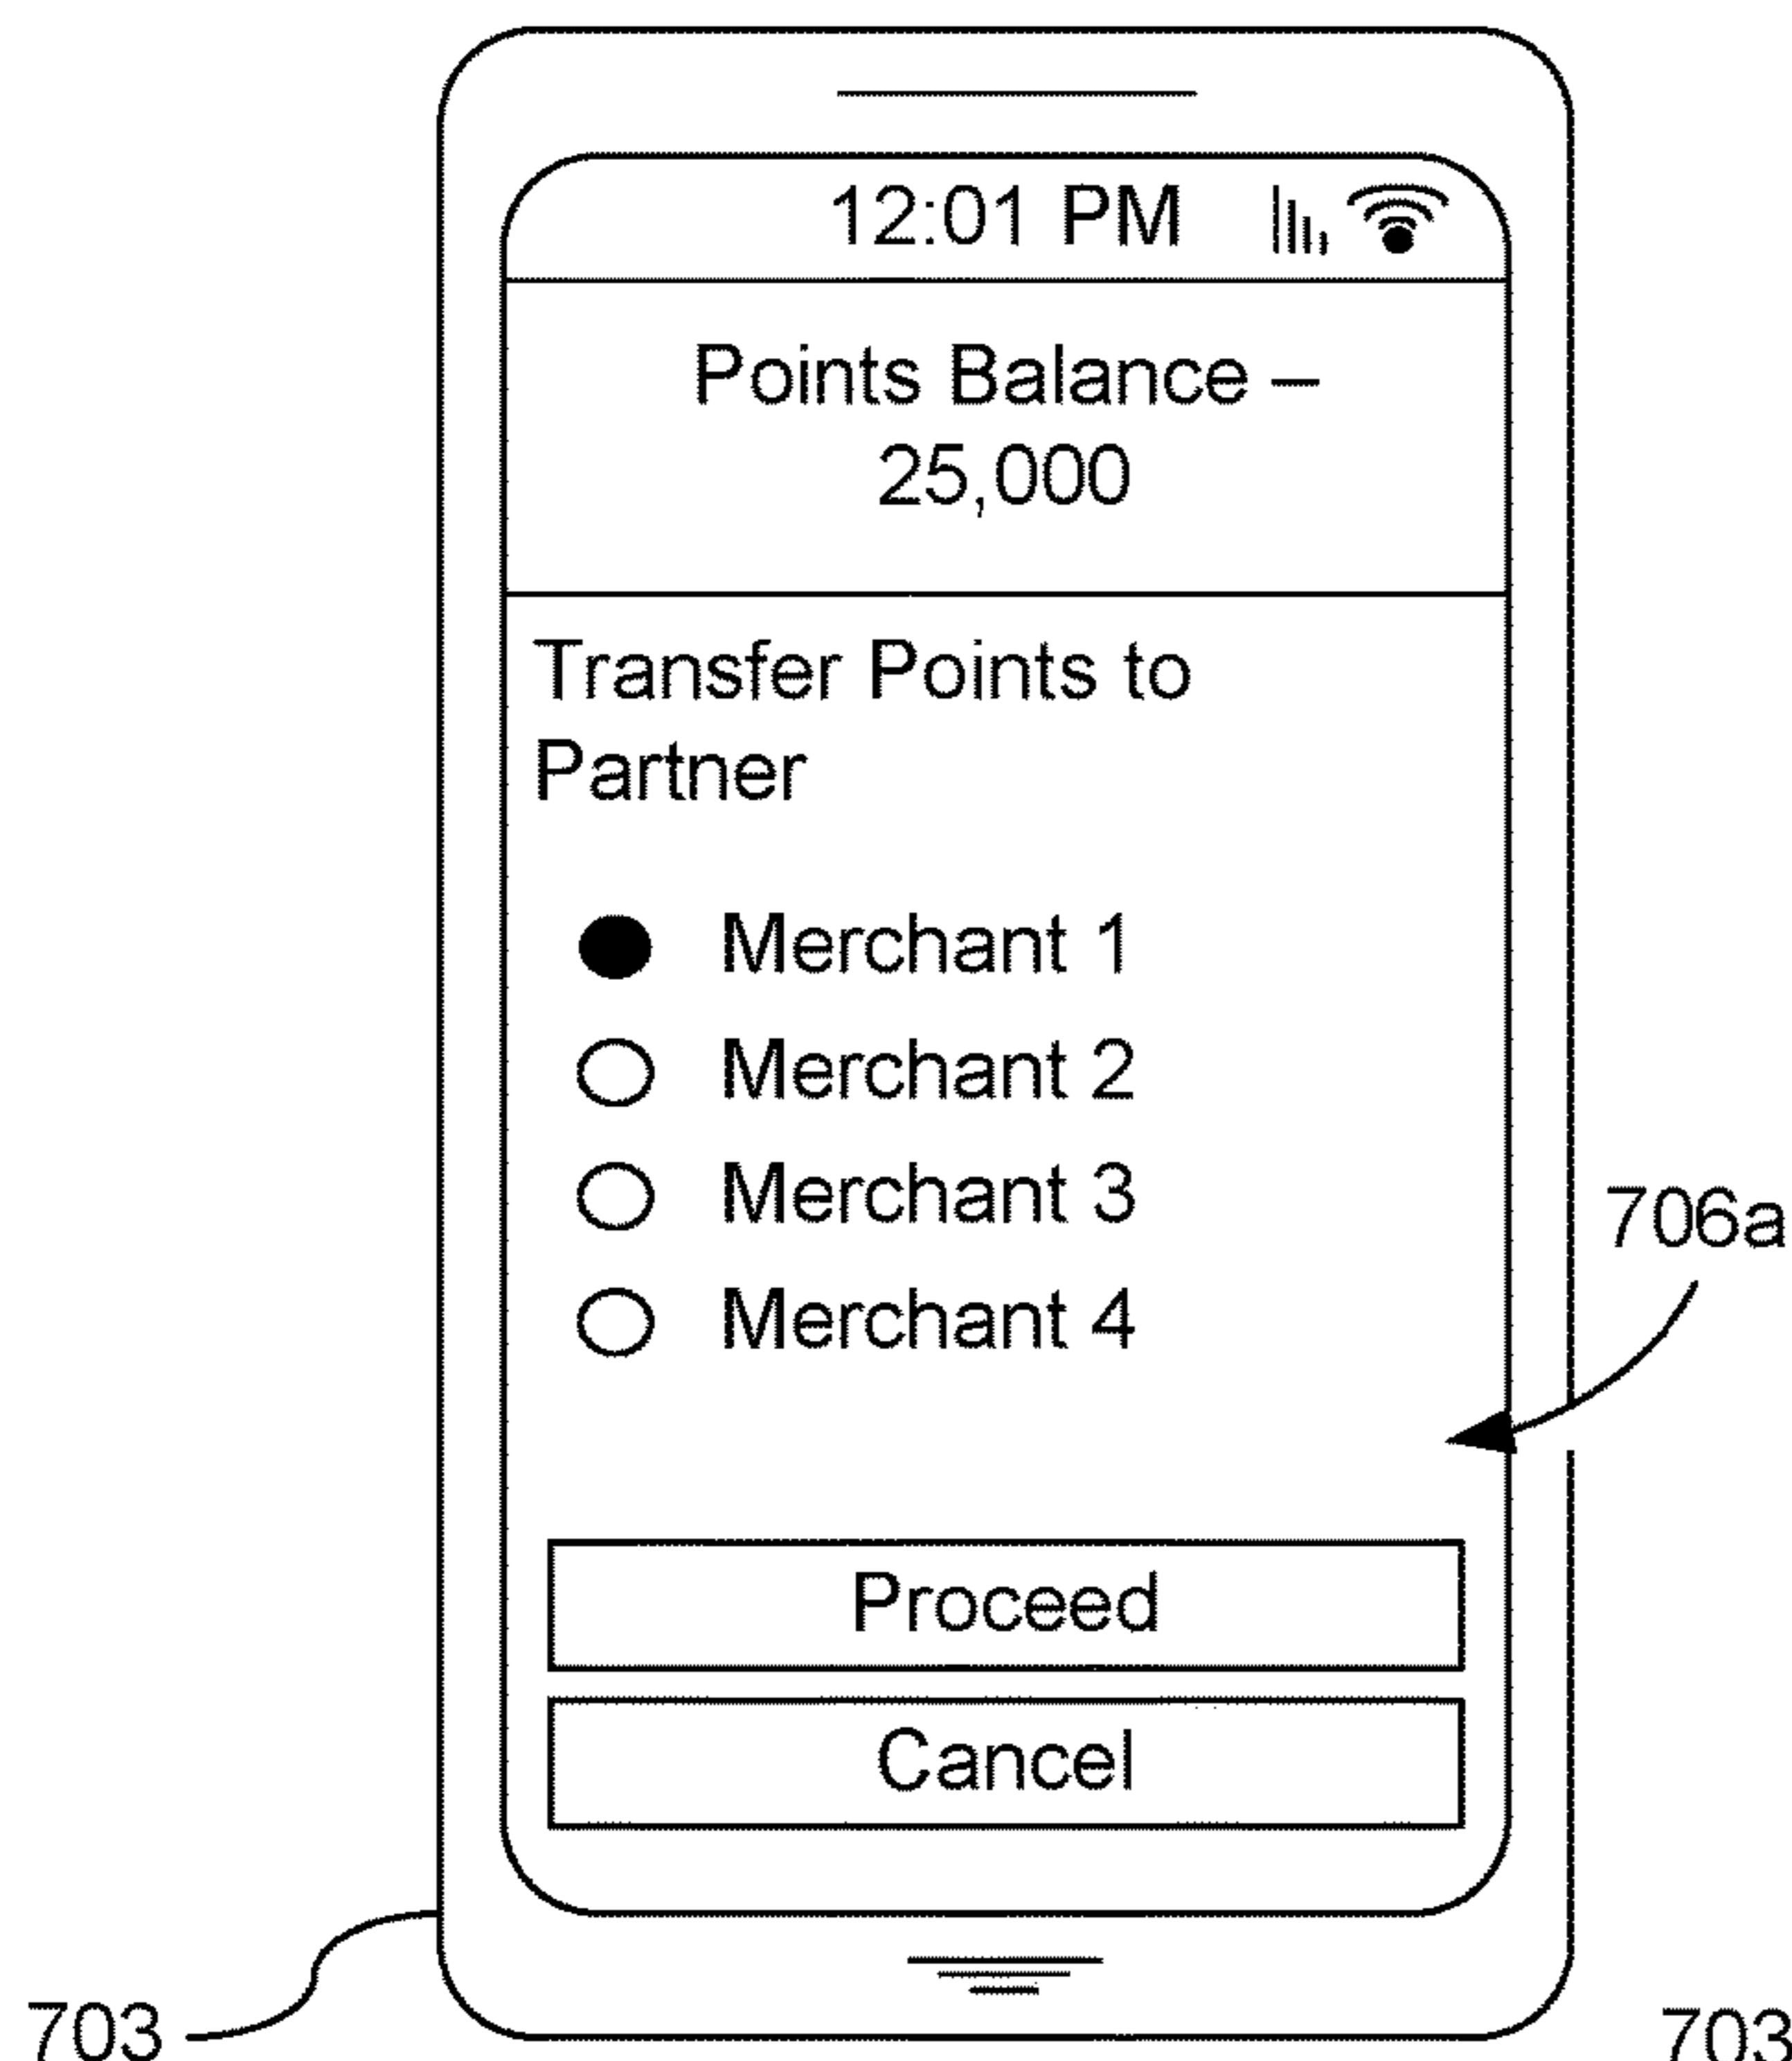 12:01 PM
Points Balance –
25,000
Transfer Points to
Partner
Merchant 1
Merchant 2
Merchant 3
Merchant 4
706a
Proceed
Cancel
703
703